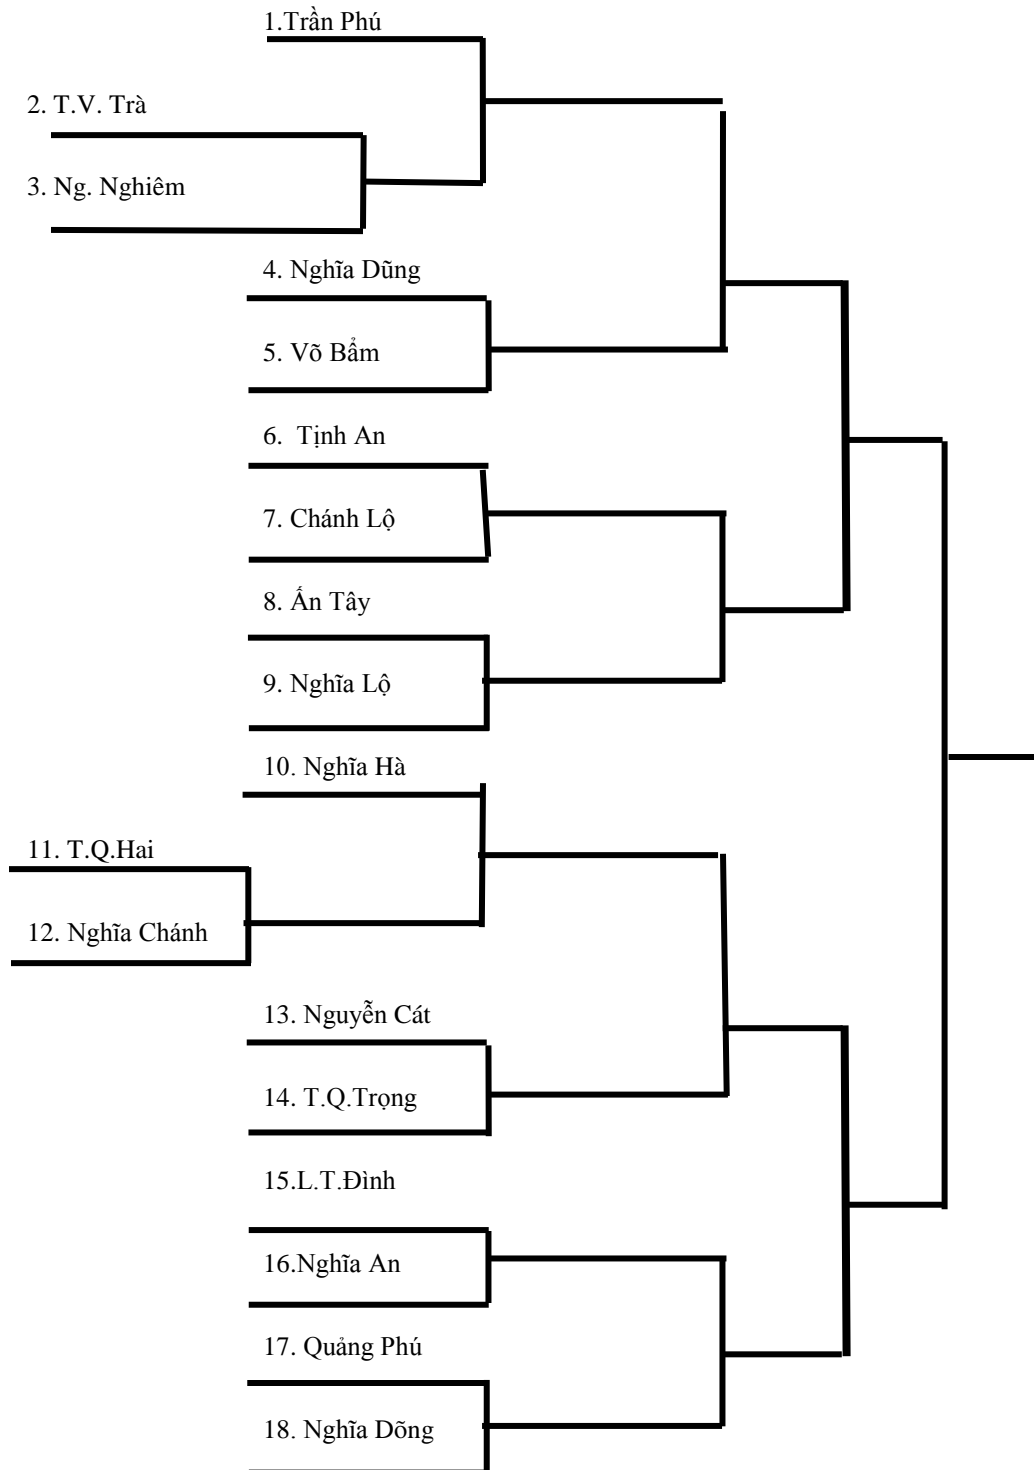 1.Trần Phú
2. T.V. Trà
3. Ng. Nghiêm
4. Nghĩa Dũng
5. Võ Bẩm
6. Tịnh An
7. Chánh Lộ
8. Ấn Tây
9. Nghĩa Lộ
10. Nghĩa Hà
11. T.Q.Hai
12. Nghĩa Chánh
13. Nguyễn Cát
14. T.Q.Trọng
15.L.T.Đình
16.Nghĩa An
17. Quảng Phú
18. Nghĩa Dõng